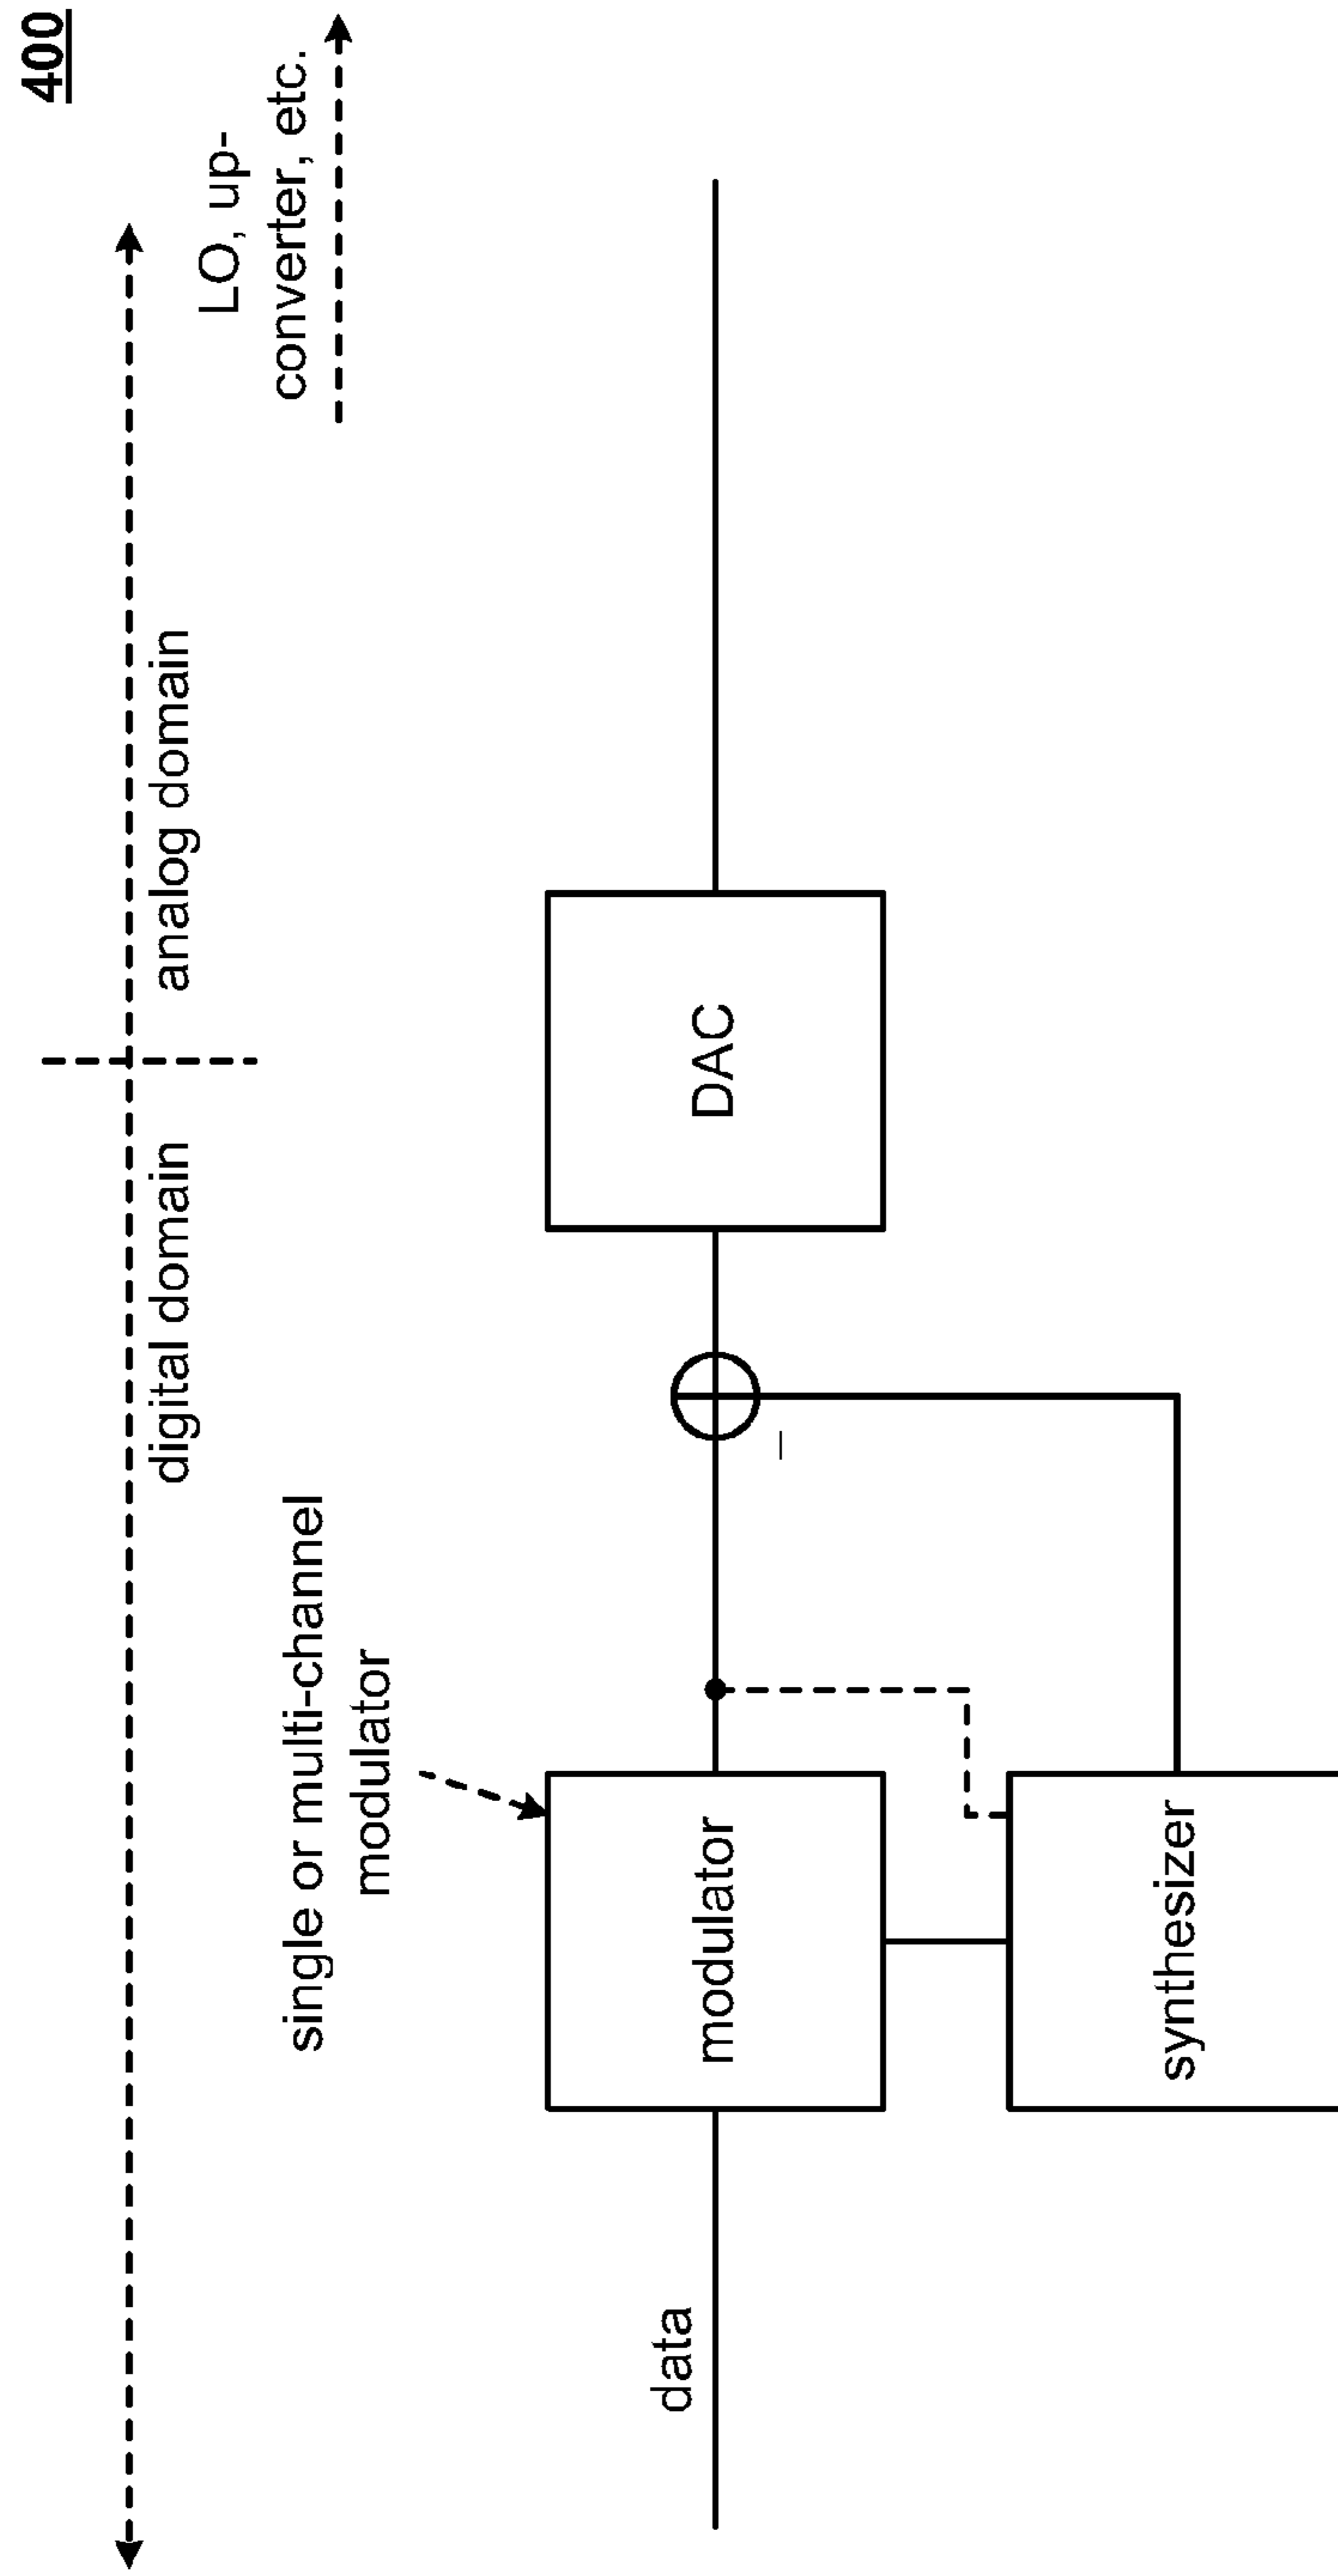 400
digital domain
analog domain
LO, up-
converter, etc.
single or multi-channel
modulator
data
modulator
–
DAC
synthesizer